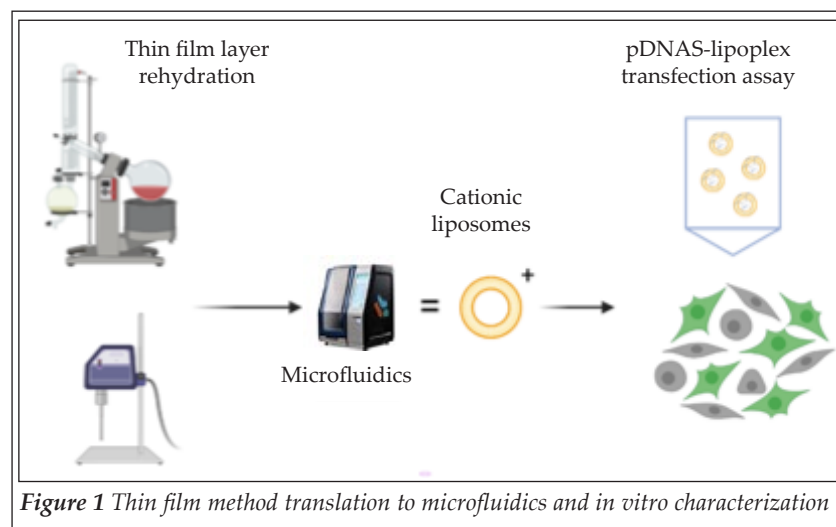 Thin film layer
rehydration
pDNAS-lipoplex
transfection assay
Cationic
liposomes
+
=
Microfluidics
Figure 1 Thin film method translation to microfluidics and in vitro characterization